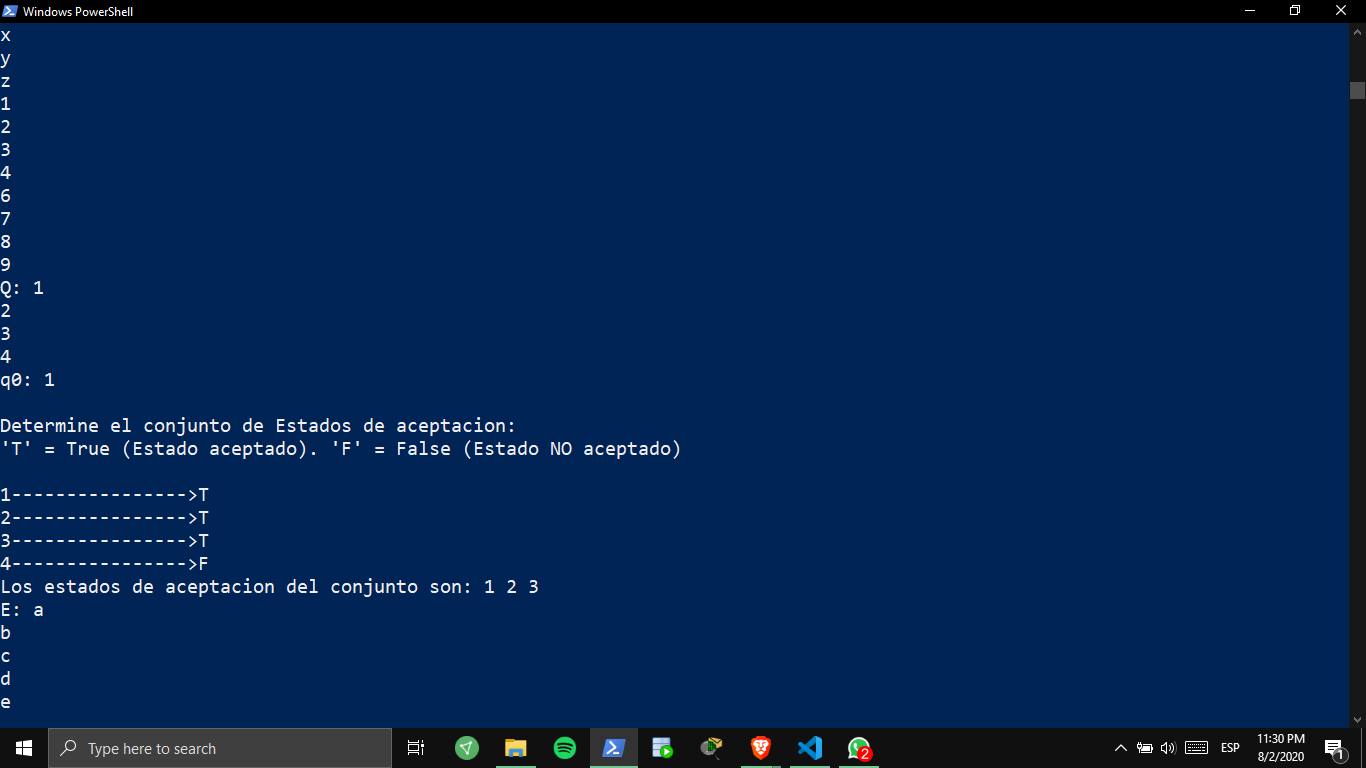 Windows PowerShell
x
y
z
1
2
3
4
6
7
8
9
Q: 1
2
3
4
q0: 1
Determine el conjunto de Estados de aceptacion:
'T' = True (Estado aceptado). 'F' = False (Estado NO aceptado)
1---------------->T
2---------------->T
3---------------->T
4---------------->F
Los estados de aceptacion del conjunto son: 1 2 3
E: a
b
c
d
e
Type here to search
2
ESP
11:30 PM
8/2/2020
1